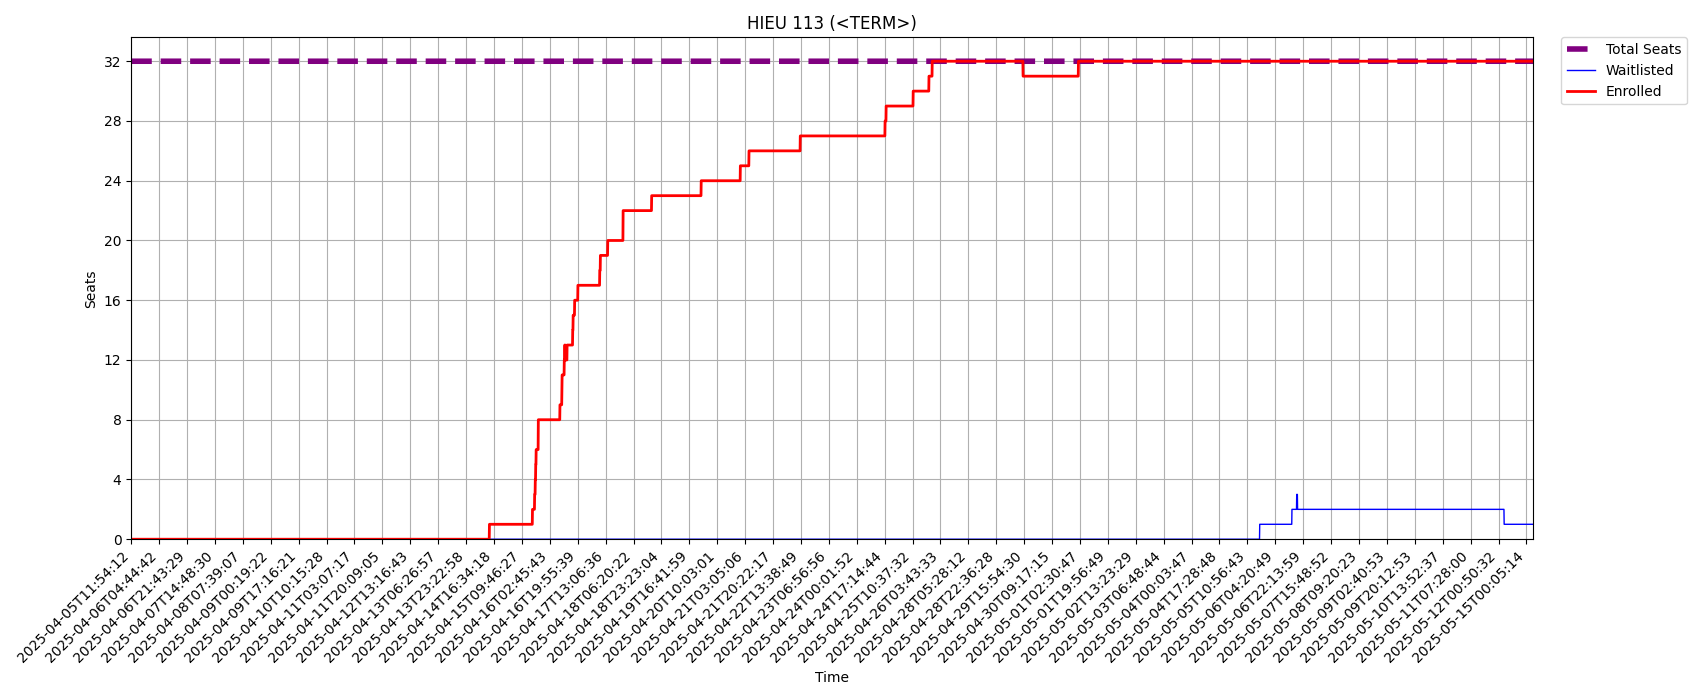 HIEU 113 (<TERM>)
Total Seats
Waitlisted
Enrolled
Seats
32
28
24
20
16
12
8
4
0
2025-04-05T11:54:12
2025-04-06T04:44:42
2025-04-06T21:43:29
2025-04-07T14:48:30
2025-04-08T07:39:07
2025-04-09T00:19:22
2025-04-09T17:16:21
2025-04-10T10:15:28
2025-04-11T03:07:17
2025-04-11T20:09:05
2025-04-12T13:16:43
2025-04-13T06:26:57
2025-04-13T23:22:58
2025-04-14T16:34:18
2025-04-15T09:46:27
2025-04-16T02:45:43
2025-04-16T19:55:39
2025-04-17T13:06:36
2025-04-18T06:20:22
2025-04-18T23:23:04
2025-04-19T16:41:59
2025-04-20T10:03:01
2025-04-21T03:05:06
2025-04-21T20:22:17
2025-04-22T13:38:49
2025-04-23T06:56:56
2025-04-24T00:01:52
2025-04-24T17:14:44
2025-04-25T10:37:32
2025-04-26T03:43:33
2025-04-28T05:28:12
2025-04-28T22:36:28
2025-04-29T15:54:30
2025-04-30T09:17:15
2025-05-01T02:30:47
2025-05-01T19:56:49
2025-05-02T13:23:29
2025-05-03T06:48:44
2025-05-04T00:03:47
2025-05-04T17:28:48
2025-05-05T10:56:43
2025-05-06T04:20:49
2025-05-06T22:13:59
2025-05-07T15:48:52
2025-05-08T09:20:23
2025-05-09T02:40:53
2025-05-09T20:12:53
2025-05-10T13:52:37
2025-05-11T07:28:00
2025-05-12T00:50:32
2025-05-15T00:05:14
Time